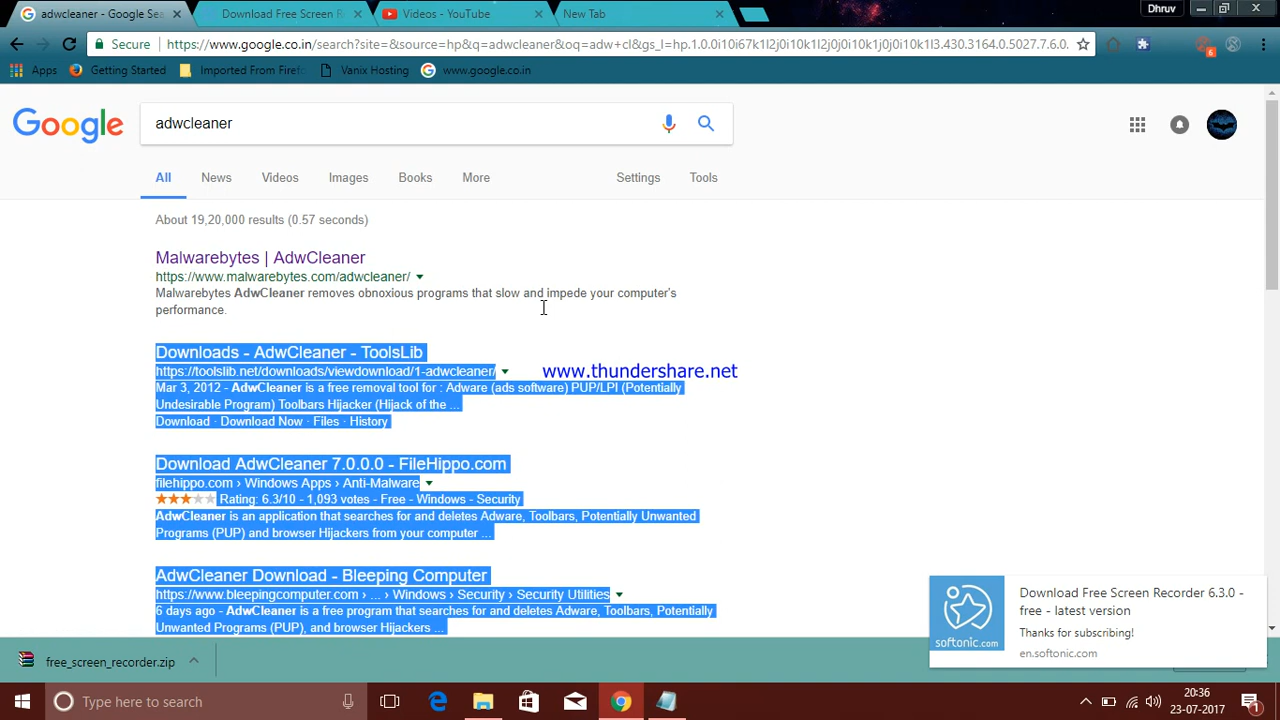 adwcleaner - Google Sea
Download Free Screen R
Videos - YouTube
New Tab
Dhruv
Secure
https://www.google.co.in/search?site=&source=hp&q=adwcleaner&oq=adw+cl&gs_l=hp.1.0.0i10i67k1l2j0i10k1l2j0j0i10k1j0j0i10k1l3.430.3164.0.5027.7.6.0.
6
Apps
Getting Started
Imported From Firef
Vanix Hosting
www.google.co.in
Google
adwcleaner
All
News
Videos
Images
Books
More
Settings
Tools
About 19,20,000 results (0.57 seconds)
Malwarebytes | AdwCleaner
https://www.malwarebytes.com/adwcleaner/
Malwarebytes AdwCleaner removes obnoxious programs that slow and impede your computer's
performance.
Downloads - AdwCleaner - ToolsLib
https://toolslib.net/downloads/viewdownload/1-adwcleaner/
www.thundershare.net
Mar 3, 2012 - AdwCleaner is a free removal tool for : Adware (ads software) PUP/LPI (Potentially
Undesirable Program) Toolbars Hijacker (Hijack of the ...
Download · Download Now · Files · History
Download AdwCleaner 7.0.0.0 - FileHippo.com
filehippo.com › Windows Apps › Anti-Malware
Rating: 6.3/10 - 1,093 votes - Free - Windows - Security
AdwCleaner is an application that searches for and deletes Adware, Toolbars, Potentially Unwanted
Programs (PUP) and browser Hijackers from your computer ...
AdwCleaner Download - Bleeping Computer
https://www.bleepingcomputer.com › ... › Windows › Security › Security Utilities
6 days ago - AdwCleaner is a free program that searches for and deletes Adware, Toolbars, Potentially
Unwanted Programs (PUP), and browser Hijackers ...
Download Free Screen Recorder 6.3.0 -
free - latest version
Thanks for subscribing!
softonic.com
en.softonic.com
free_screen_recorder.zip
Type here to search
20:36
23-07-2017
1